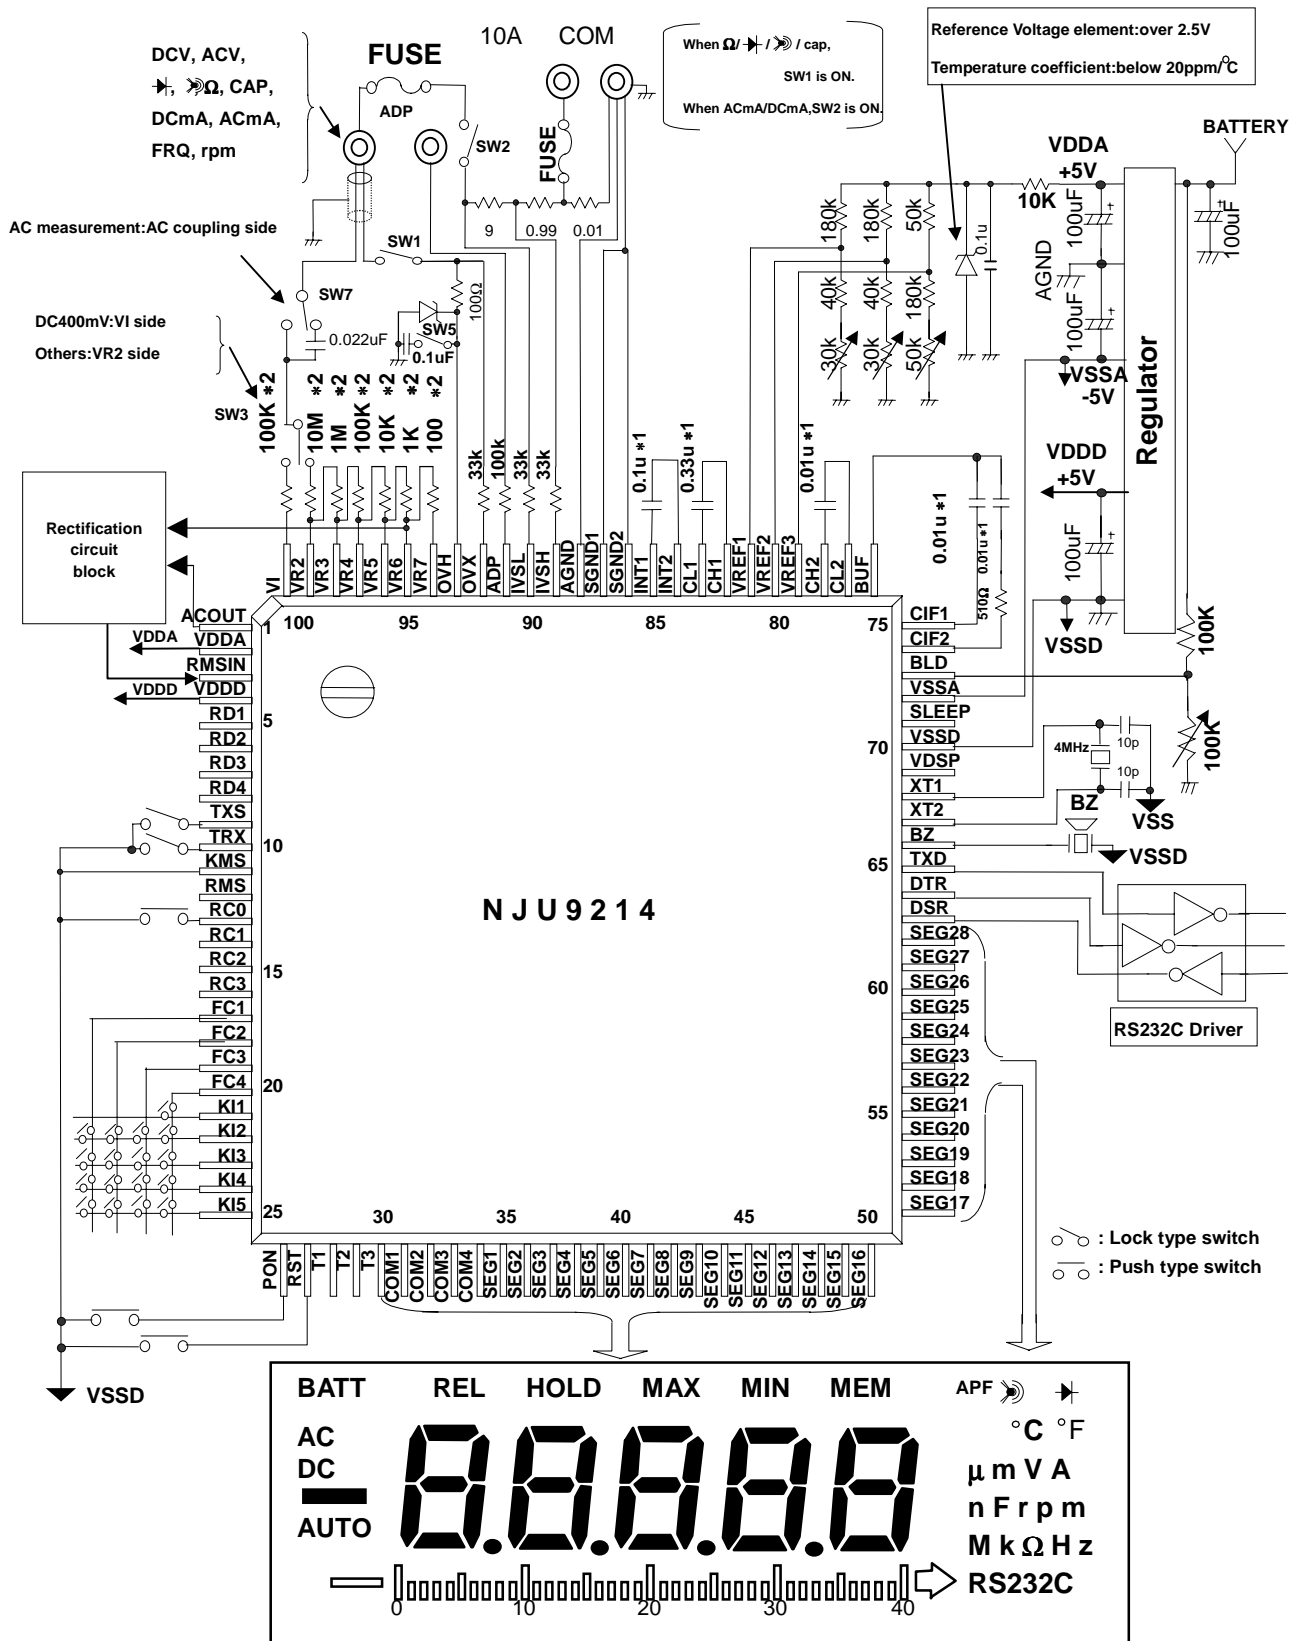 DCV, ACV,
Ω, CAP,
DCmA, ACmA,
FRQ, rpm
FUSE
ADP
10A
COM
When Ω/ / / cap,
SW1 is ON.
When ACmA/DCmA,SW2 is ON.
Reference Voltage element:over 2.5V
Temperature coefficient:below 20ppm/°C
BATTERY
VDDA
+5V
SW2
FUSE
10K
100uF
100uF
AGND
100uF
VSSA
-5V
Regulator
VDDD
+5V
100uF
VSSD
100K
100K
180k
180k
50k
0.1u
40k
40k
180k
30k
30k
50k
AC measurement:AC coupling side
SW7
SW1
9
0.99
0.01
100Ω
SW5
0.1uF
0.022uF
DC400mV:VI side
Others:VR2 side
SW3
100K *2
10M *2
1M *2
100K *2
10K *2
1K *2
100 *2
33k
100k
33k
33k
0.1u *1
0.33u *1
0.01u *1
0.01u *1
0.01u *1
510Ω
Rectification
circuit
block
VI
VR2
VR3
VR4
VR5
VR6
VR7
OVH
OVX
ADP
IVSL
IVSH
AGND
SGND1
SGND2
INT1
INT2
CL1
CH1
VREF1
VREF2
VREF3
CH2
CL2
BUF
100
95
90
85
80
ACOUT
1
VDDA
VDDA
RMSIN
VDDD
VDDD
RD1
5
RD2
RD3
RD4
TXS
TRX
10
KMS
RMS
RC0
RC1
RC2
15
RC3
FC1
FC2
FC3
FC4
20
KI1
KI2
KI3
KI4
KI5
25
NJU9214
75
CIF1
CIF2
BLD
VSSA
SLEEP
70
VSSD
VDSP
XT1
XT2
BZ
65
TXD
DTR
DSR
SEG28
SEG27
60
SEG26
SEG25
SEG24
SEG23
SEG22
55
SEG21
SEG20
SEG19
SEG18
SEG17
4MHz
10p
10p
VSS
BZ
VSSD
RS232C Driver
: Lock type switch
: Push type switch
30
35
40
45
50
PON
RST
T1
T2
T3
COM1
COM2
COM3
COM4
SEG1
SEG2
SEG3
SEG4
SEG5
SEG6
SEG7
SEG8
SEG9
SEG10
SEG11
SEG12
SEG13
SEG14
SEG15
SEG16
VSSD
BATT REL HOLD MAX MIN MEM APF
AC
DC
AUTO
8.8.8.8.8
°C °F
μ m V A
n F r p m
M k Ω H z
RS232C
0 10 20 30 40